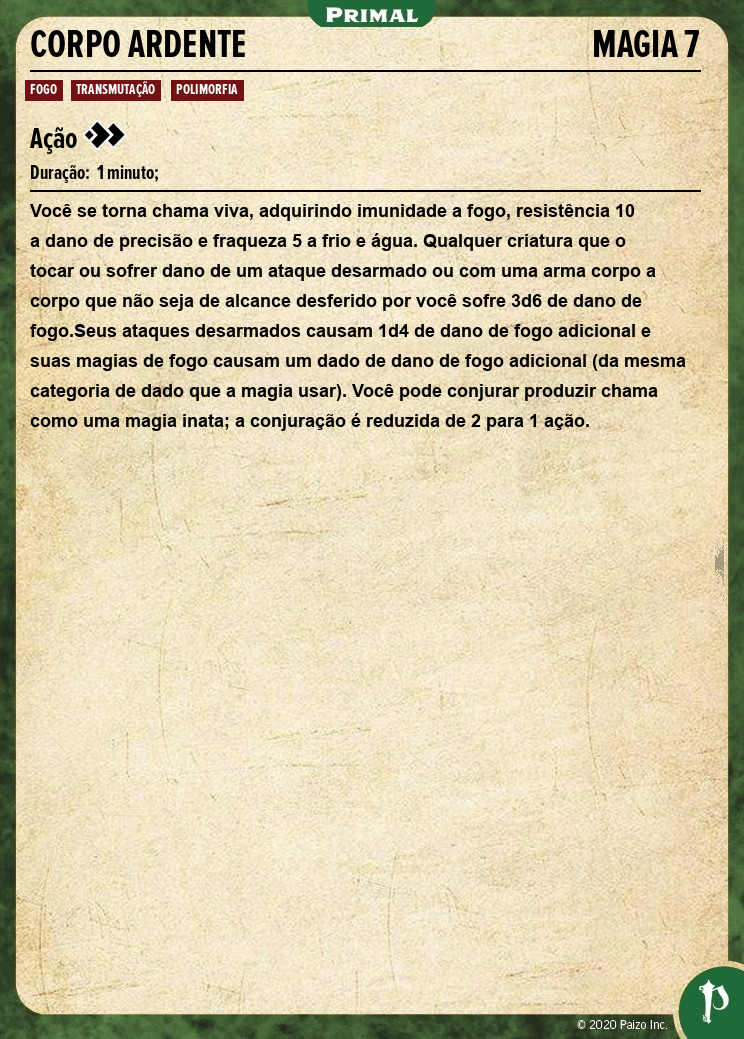 PRIMAL
CORPO ARDENTE MAGIA 7
FOGO TRANSMUTAÇÃO POLIMORFIA
Ação
Duração: 1 minuto;
Você se torna chama viva, adquirindo imunidade a fogo, resistência 10
a dano de precisão e fraqueza 5 a frio e água. Qualquer criatura que o
tocar ou sofrer dano de um ataque desarmado ou com uma arma corpo a
corpo que não seja de alcance desferido por você sofre 3d6 de dano de
fogo.Seus ataques desarmados causam 1d4 de dano de fogo adicional e
suas magias de fogo causam um dado de dano de fogo adicional (da mesma
categoria de dado que a magia usar). Você pode conjurar produzir chama
como uma magia inata; a conjuração é reduzida de 2 para 1 ação.
© 2020 Paizo Inc.